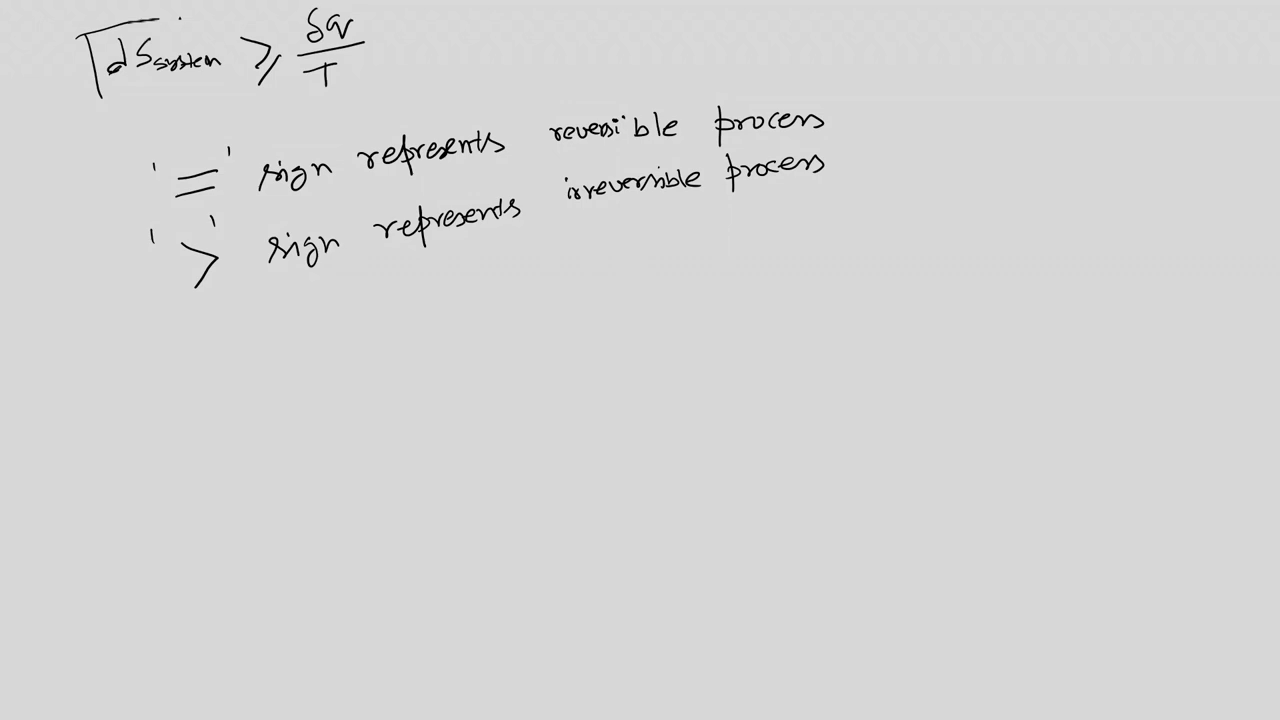 dS_system ≥ δq/T
'=' sign represents reversible process
'>' sign represents irreversible process